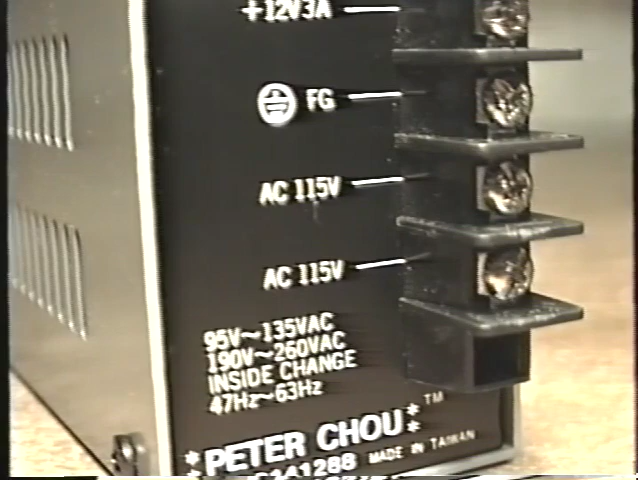 +12V3A
FG
AC 115V
AC 115V
95V~135VAC
190V~260VAC
INSIDE CHANGE
47Hz~63Hz
*PETER CHOU* TM
MADE IN TAIWAN